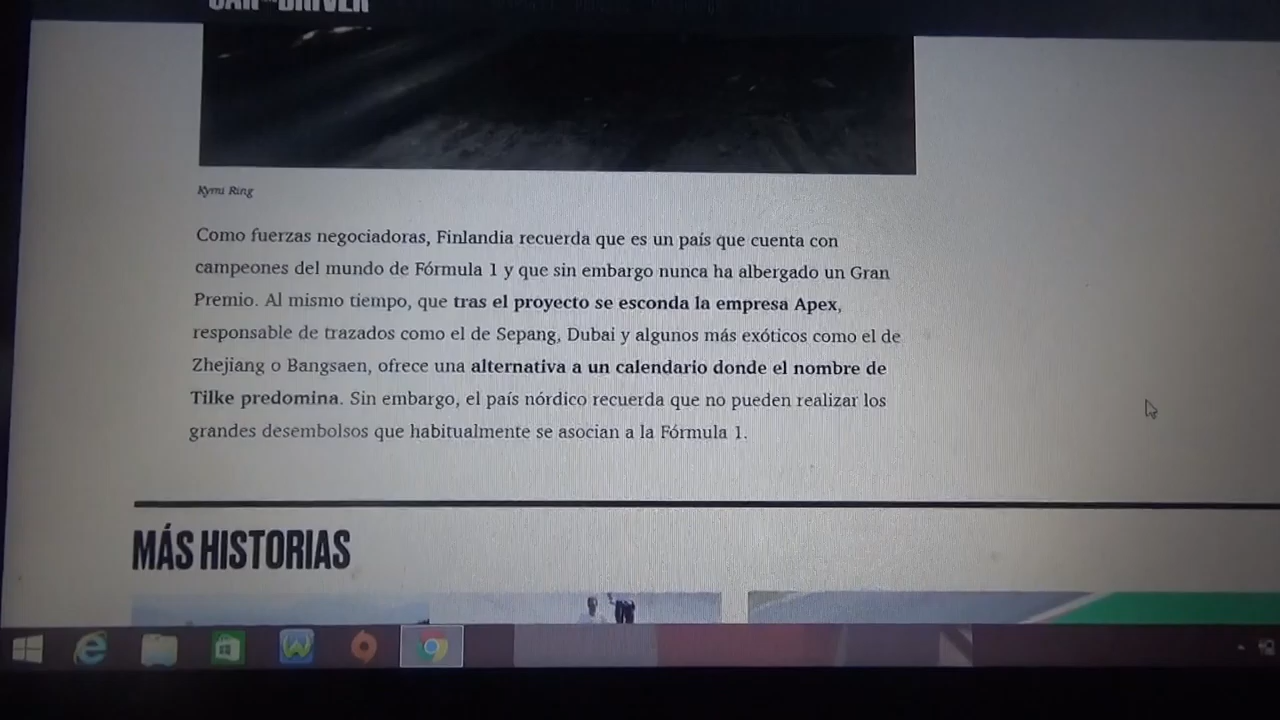 CAR AND DRIVER
Kymi Ring
Como fuerzas negociadoras, Finlandia recuerda que es un país que cuenta con
campeones del mundo de Fórmula 1 y que sin embargo nunca ha albergado un Gran
Premio. Al mismo tiempo, que tras el proyecto se esconda la empresa Apex,
responsable de trazados como el de Sepang, Dubai y algunos más exóticos como el de
Zhejiang o Bangsaen, ofrece una alternativa a un calendario donde el nombre de
Tilke predomina. Sin embargo, el país nórdico recuerda que no pueden realizar los
grandes desembolsos que habitualmente se asocian a la Fórmula 1.
MÁS HISTORIAS